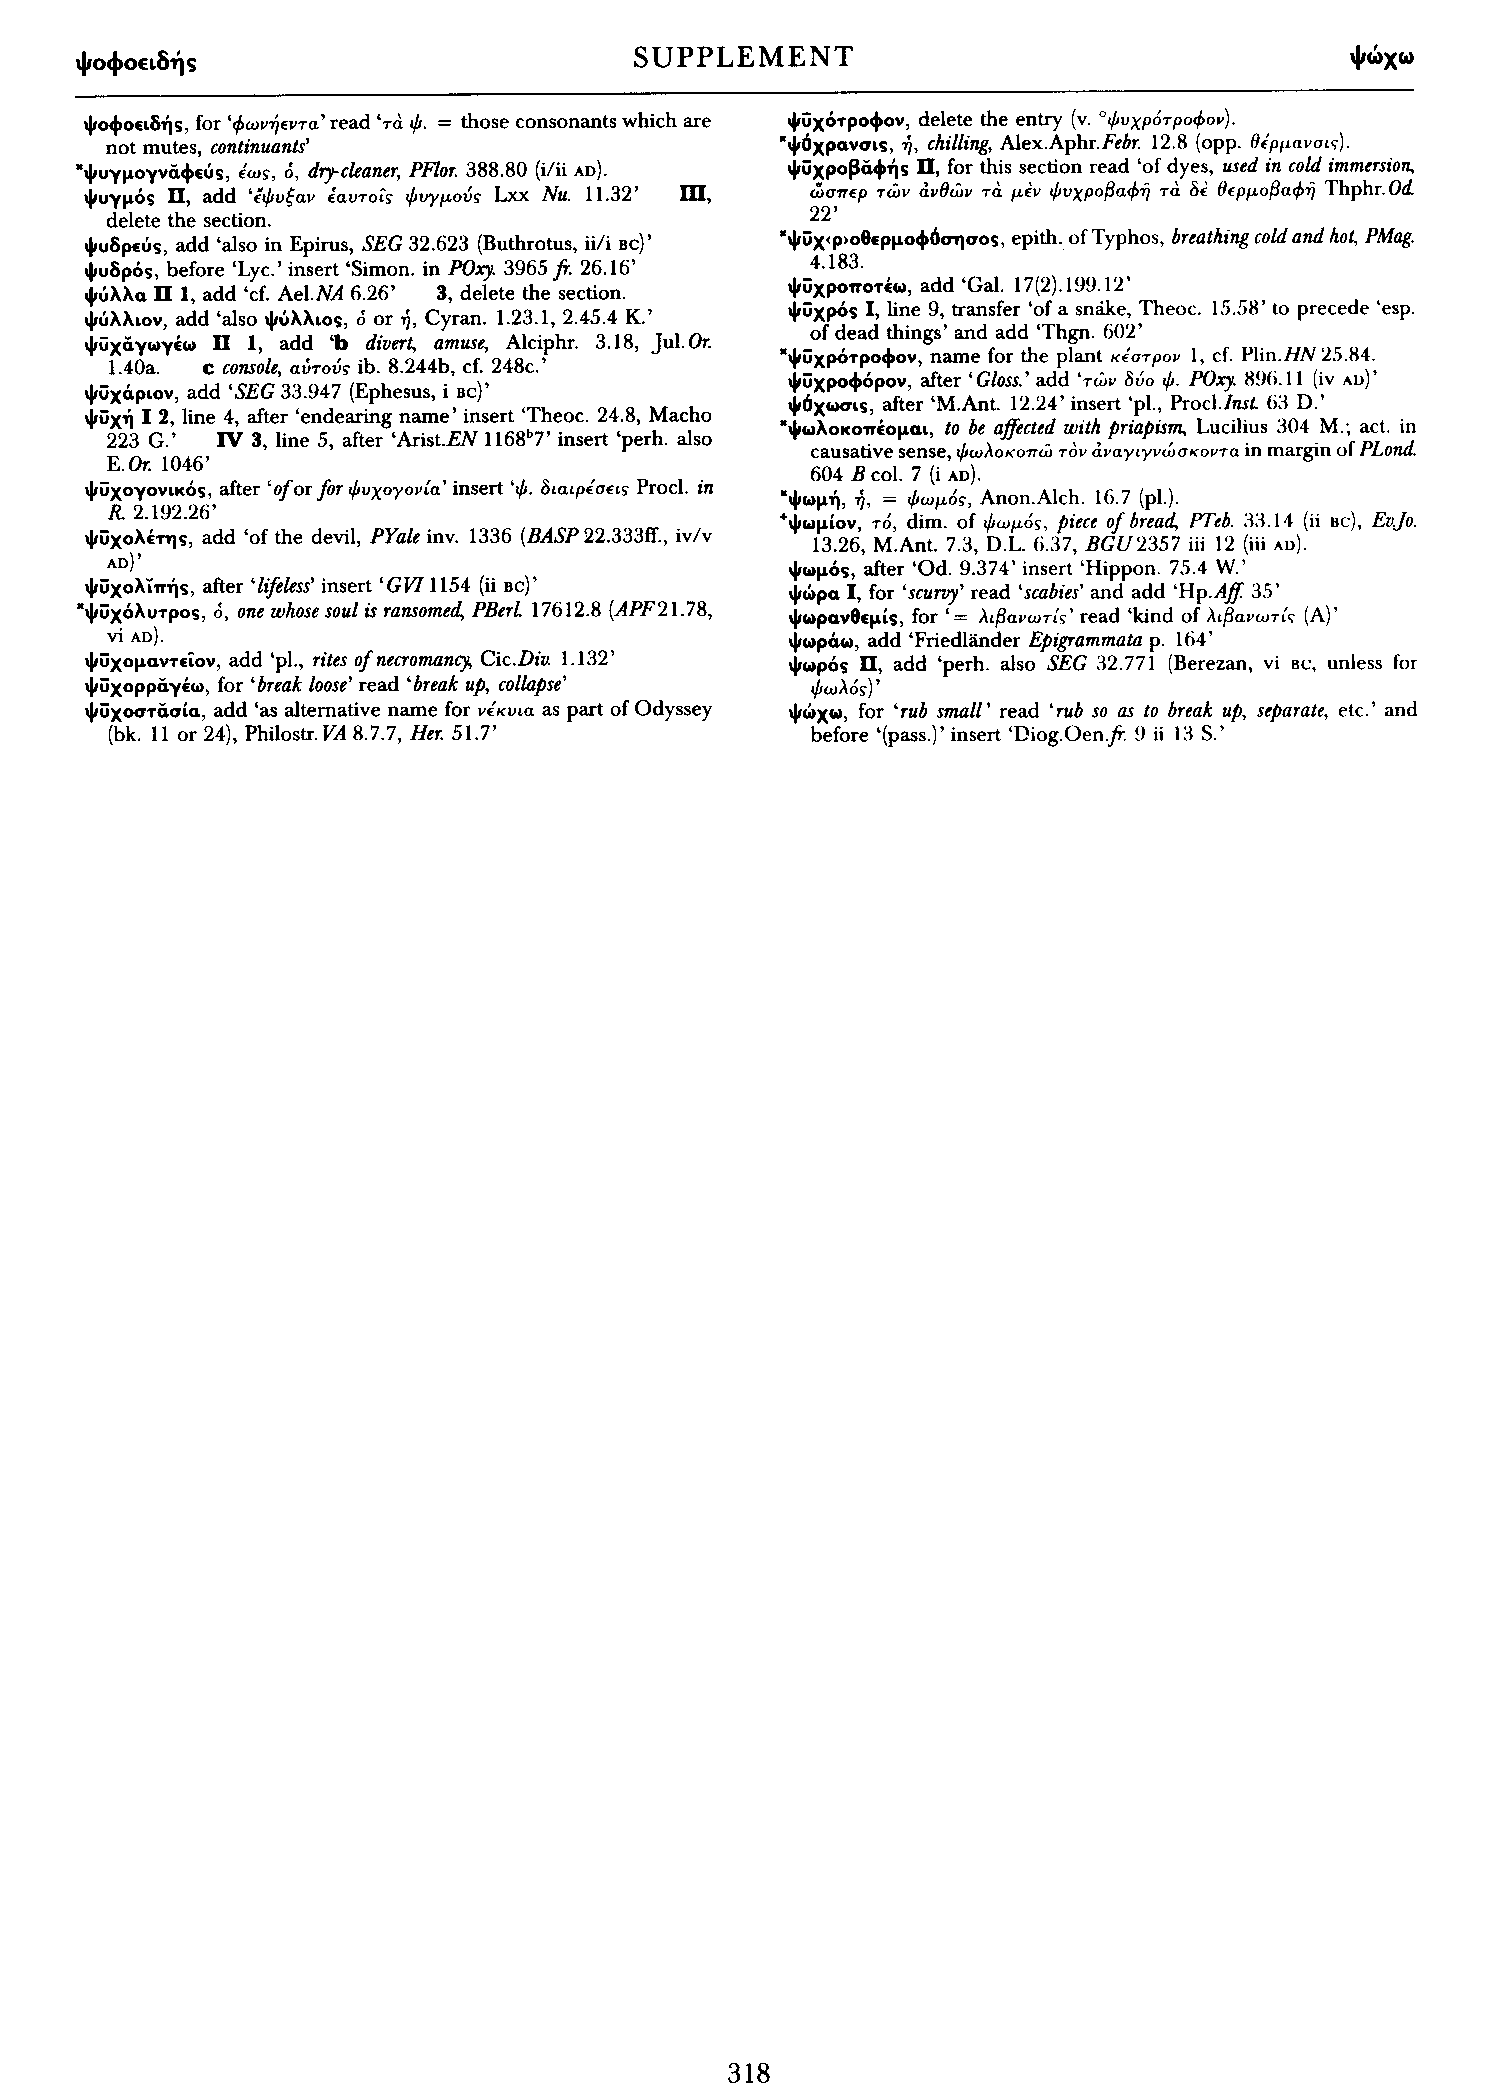 ψοφοειδής
SUPPLEMENT
ψώχω
ψοφοειδής, for ‘φωνήεντα’ read ‘τὰ ψ. = those consonants which are
not mutes, continuants’
*ψυγμογνᾰφεύς, έως, ὁ, dry-cleaner, PFlor. 388.80 (i/ii AD).
ψυγμός II, add ‘ἔψυξαν ἑαυτοῖς ψυγμούς Lxx Nu. 11.32’ III,
delete the section.
ψυδρεύς, add ‘also in Epirus, SEG 32.623 (Buthrotus, ii/i BC)’
ψυδρός, before ‘Lyc.’ insert ‘Simon. in POxy. 3965 fr. 26.16’
ψύλλα II 1, add ‘cf. Ael.NA 6.26’ 3, delete the section.
ψύλλιον, add ‘also ψύλλιος, ὁ or ἡ, Cyran. 1.23.1, 2.45.4 K.’
ψῡχᾰγωγέω II 1, add ‘b divert, amuse, Alciphr. 3.18, Jul.Or.
1.40a. c console, αὐτούς ib. 8.244b, cf. 248c.’
ψῡχάριον, add ‘SEG 33.947 (Ephesus, i BC)’
ψῡχή I 2, line 4, after ‘endearing name’ insert ‘Theoc. 24.8, Macho
223 G.’ IV 3, line 5, after ‘Arist.EN 1168ᵇ7’ insert ‘perh. also
E.Or. 1046’
ψῡχογονικός, after ‘of or for ψυχογονία’ insert ‘ψ. διαιρέσεις Procl. in
R. 2.192.26’
ψῡχολέτης, add ‘of the devil, PYale inv. 1336 (BASP 22.333ff., iv/v
AD)’
ψῡχολῐπής, after ‘lifeless’ insert ‘GVI 1154 (ii BC)’
*ψῡχόλυτρος, ὁ, one whose soul is ransomed, PBerl. 17612.8 (APF 21.78,
vi AD).
ψῡχομαντεῖον, add ‘pl., rites of necromancy, Cic.Div. 1.132’
ψῡχορρᾰγέω, for ‘break loose’ read ‘break up, collapse’
ψῡχοστᾰσία, add ‘as alternative name for νέκυια as part of Odyssey
(bk. 11 or 24), Philostr.VA 8.7.7, Her. 51.7’
ψῡχότροφον, delete the entry (v. °ψυχρότροφον).
*ψῡ́χρανσις, ἡ, chilling, Alex.Aphr.Febr. 12.8 (opp. θέρμανσις).
ψῡχροβᾰφής II, for this section read ‘of dyes, used in cold immersion,
ὥσπερ τῶν ἀνθῶν τὰ μὲν ψυχροβαφῆ τὰ δὲ θερμοβαφῆ Thphr.Od.
22’
*ψῡχ‹ρ›οθερμοφῡ́σησος, epith. of Typhos, breathing cold and hot, PMag.
4.183.
ψῡχροποτέω, add ‘Gal. 17(2).199.12’
ψῡχρός I, line 9, transfer ‘of a snake, Theoc. 15.58’ to precede ‘esp.
of dead things’ and add ‘Thgn. 602’
*ψῡχρότροφον, name for the plant κέστρον 1, cf. Plin.HN 25.84.
ψῡχροφόρον, after ‘Gloss.’ add ‘τῶν δύο ψ. POxy. 896.11 (iv AD)’
ψῡ́χωσις, after ‘M.Ant. 12.24’ insert ‘pl., Procl.Inst. 63 D.’
*ψωλοκοπέομαι, to be affected with priapism, Lucilius 304 M.; act. in
causative sense, ψωλοκοπῶ τὸν ἀναγιγνώσκοντα in margin of PLond.
604 B col. 7 (i AD).
*ψωμή, ἡ, = ψωμός, Anon.Alch. 16.7 (pl.).
⁺ψωμίον, τό, dim. of ψωμός, piece of bread, PTeb. 33.14 (ii BC), Ev.Jo.
13.26, M.Ant. 7.3, D.L. 6.37, BGU 2357 iii 12 (iii AD).
ψωμός, after ‘Od. 9.374’ insert ‘Hippon. 75.4 W.’
ψώρα I, for ‘scurvy’ read ‘scabies’ and add ‘Hp.Aff. 35’
ψωρανθεμίς, for ‘= λιβανωτίς’ read ‘kind of λιβανωτίς (A)’
ψωράω, add ‘Friedländer Epigrammata p. 164’
ψωρός II, add ‘perh. also SEG 32.771 (Berezan, vi BC, unless for
ψωλός)’
ψώχω, for ‘rub small’ read ‘rub so as to break up, separate, etc.’ and
before ‘(pass.)’ insert ‘Diog.Oen.fr. 9 ii 13 S.’
318